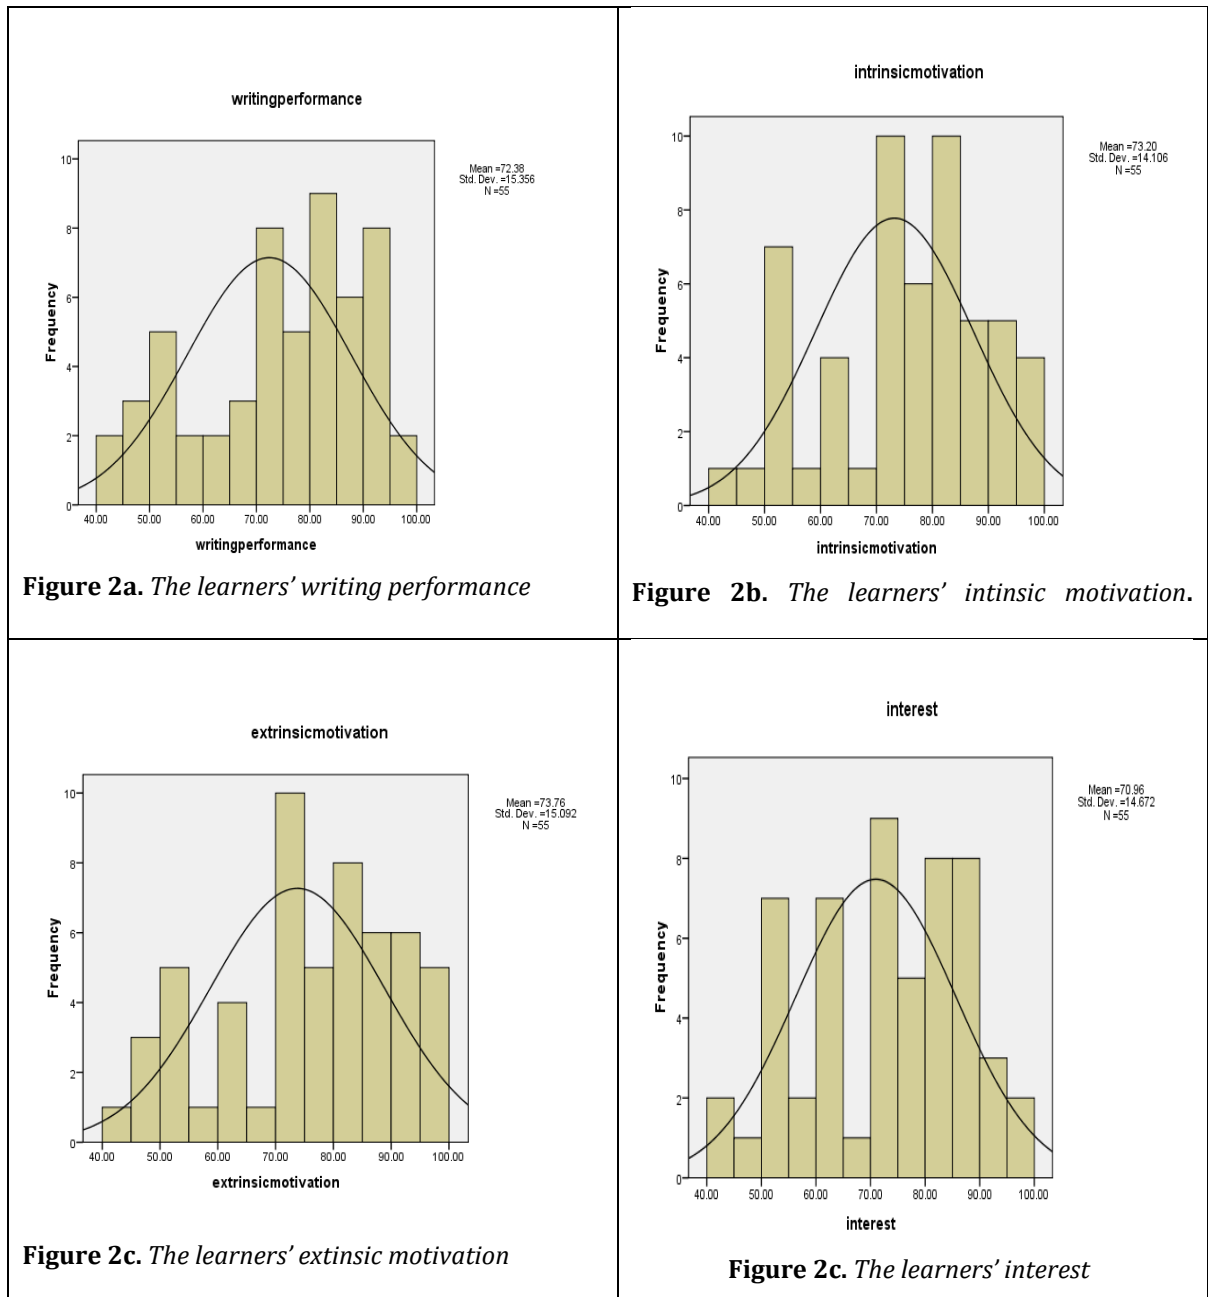 writingperformance
Mean =72.38
Std. Dev. =15.356
N =55
10
8
6
4
2
0
Frequency
40.00 50.00 60.00 70.00 80.00 90.00 100.00
writingperformance
Figure 2a. The learners’ writing performance
intrinsicmotivation
Mean =73.20
Std. Dev. =14.106
N =55
10
8
6
4
2
0
Frequency
40.00 50.00 60.00 70.00 80.00 90.00 100.00
intrinsicmotivation
Figure 2b. The learners’ intinsic motivation.
extrinsicmotivation
Mean =73.76
Std. Dev. =15.092
N =55
10
8
6
4
2
0
Frequency
40.00 50.00 60.00 70.00 80.00 90.00 100.00
extrinsicmotivation
Figure 2c. The learners’ extinsic motivation
interest
Mean =70.96
Std. Dev. =14.672
N =55
10
8
6
4
2
0
Frequency
40.00 50.00 60.00 70.00 80.00 90.00 100.00
interest
Figure 2c. The learners’ interest